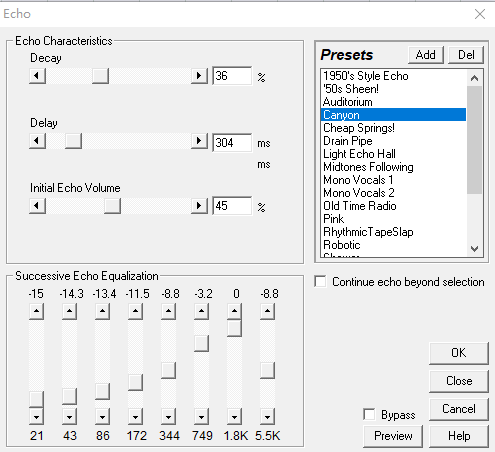 Echo
Echo Characteristics
Decay
36 %
Delay
304 ms
ms
Initial Echo Volume
45 %
Presets Add Del
1950's Style Echo
'50s Sheen!
Auditorium
Canyon
Cheap Springs!
Drain Pipe
Light Echo Hall
Midtones Following
Mono Vocals 1
Mono Vocals 2
Old Time Radio
Pink
RhythmicTapeSlap
Robotic
Successive Echo Equalization
-15 -14.3 -13.4 -11.5 -8.8 -3.2 0 -8.8
21 43 86 172 344 749 1.8K 5.5K
Continue echo beyond selection
OK
Close
Bypass Cancel
Preview Help